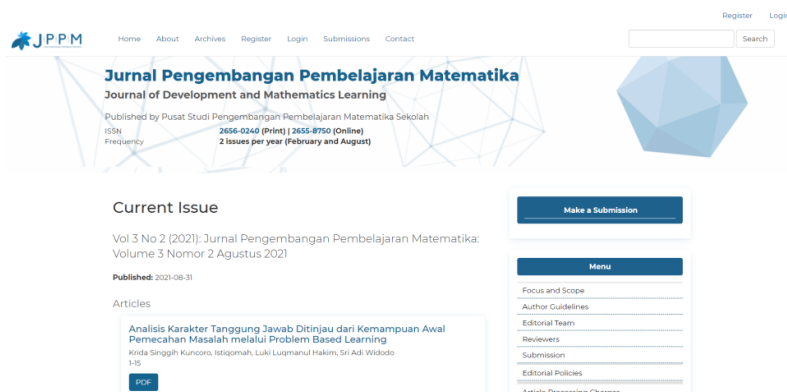 Register Login
JPPM
Home About Archives Register Login Submissions Contact
Search
Jurnal Pengembangan Pembelajaran Matematika
Journal of Development and Mathematics Learning
Published by Pusat Studi Pengembangan Pembelajaran Matematika Sekolah
ISSN 2656-0240 (Print) | 2655-8750 (Online)
Frequency 2 issues per year (February and August)
Current Issue
Vol 3 No 2 (2021): Jurnal Pengembangan Pembelajaran Matematika:
Volume 3 Nomor 2 Agustus 2021
Published: 2021-08-31
Articles
Analisis Karakter Tanggung Jawab Ditinjau dari Kemampuan Awal
Pemecahan Masalah melalui Problem Based Learning
Krida Singgih Kuncoro, Istiqomah, Luki Luqmanul Hakim, Sri Adi Widodo
1-15
PDF
Make a Submission
Menu
Focus and Scope
Author Guidelines
Editorial Team
Reviewers
Submission
Editorial Policies
Article Processing Charges